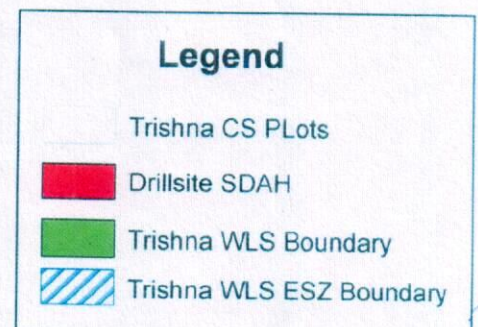 Legend
Trishna CS PLots
Drillsite SDAH
Trishna WLS Boundary
Trishna WLS ESZ Boundary